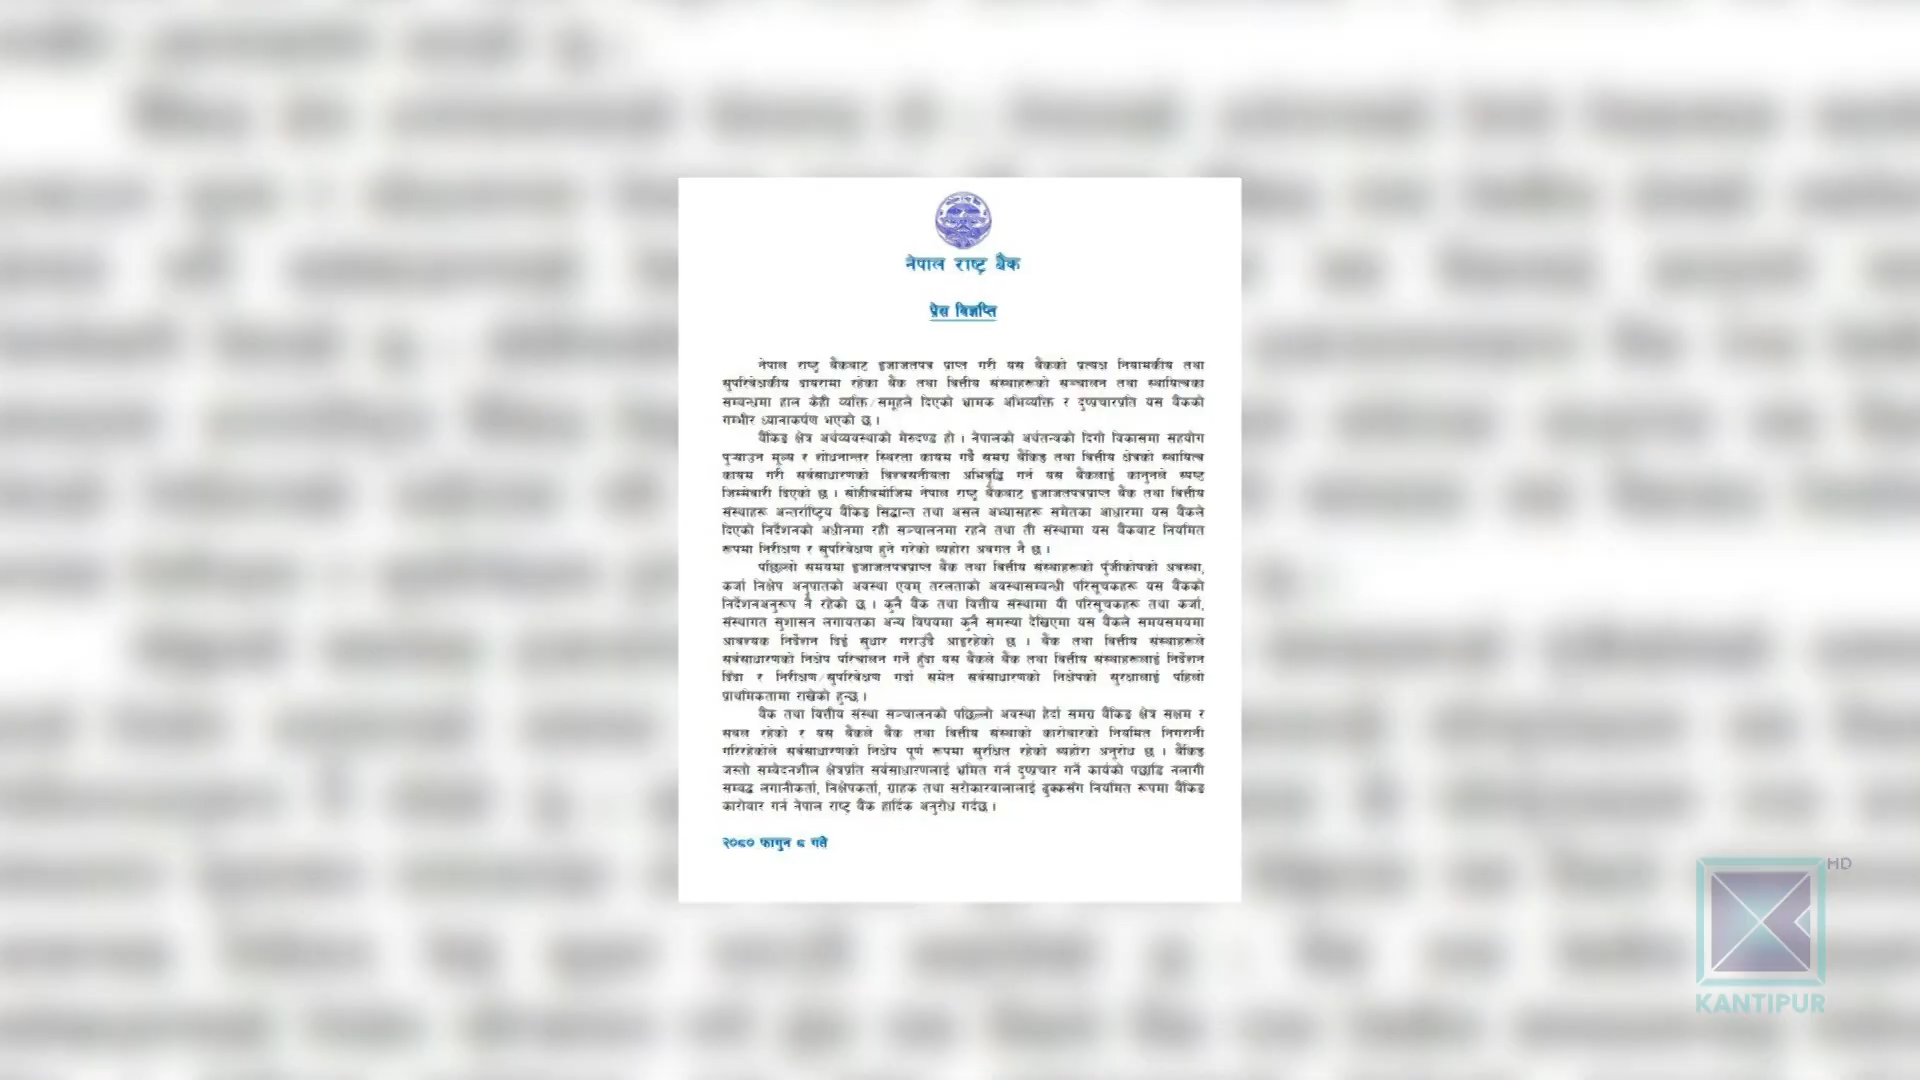 नेपाल राष्ट्र बैंक
प्रेस विज्ञप्ति
नेपाल राष्ट्र बैंकबाट इजाजतपत्र प्राप्त गरी यस बैंकको प्रत्यक्ष नियामकीय तथा
सुपरिवेक्षकीय दायरामा रहेका बैंक तथा वित्तीय संस्थाहरूको सञ्चालन तथा स्थायित्वका
सम्बन्धमा हाल केही व्यक्ति/समूहले दिएको भ्रामक अभिव्यक्ति र दुष्प्रचारप्रति यस बैंकको
गम्भीर ध्यानाकर्षण भएको छ ।
बैंकिङ क्षेत्र अर्थव्यवस्थाको मेरुदण्ड हो । नेपालको अर्थतन्त्रको दिगो विकासमा सहयोग
पुर्‍याउन मूल्य र शोधनान्तर स्थिरता कायम गर्दै समग्र बैंकिङ तथा वित्तीय क्षेत्रको स्थायित्व
कायम गरी सर्वसाधारणको विश्वसनीयता अभिवृद्धि गर्न यस बैंकलाई कानूनले स्पष्ट
जिम्मेवारी दिएको छ । सोहीबमोजिम नेपाल राष्ट्र बैंकबाट इजाजतपत्रप्राप्त बैंक तथा वित्तीय
संस्थाहरू अन्तर्राष्ट्रिय बैंकिङ सिद्धान्त तथा असल अभ्यासहरू समेतका आधारमा यस बैंकले
दिएको निर्देशनको अधीनमा रही सञ्चालनमा रहने तथा ती संस्थामा यस बैंकबाट नियमित
रूपमा निरीक्षण र सुपरिवेक्षण हुने गरेको व्यहोरा अवगत नै छ ।
पछिल्लो समयमा इजाजतपत्रप्राप्त बैंक तथा वित्तीय संस्थाहरूको पुँजीकोषको अवस्था,
कर्जा निक्षेप अनुपातको अवस्था एवम् तरलताको अवस्थासम्बन्धी परिसूचकहरू यस बैंकको
निर्देशनअनुरूप नै रहेको छ । कुनै बैंक तथा वित्तीय संस्थामा यी परिसूचकहरू तथा कर्जा,
संस्थागत सुशासन लगायतका अन्य विषयमा कुनै समस्या देखिएमा यस बैंकले समयसमयमा
आवश्यक निर्देशन दिई सुधार गराउँदै आइरहेको छ । बैंक तथा वित्तीय संस्थाहरूले
सर्वसाधारणको निक्षेप परिचालन गर्ने हुँदा यस बैंकले बैंक तथा वित्तीय संस्थाहरूलाई निर्देशन
दिँदा र निरीक्षण/सुपरिवेक्षण गर्दा समेत सर्वसाधारणको निक्षेपको सुरक्षालाई पहिलो
प्राथमिकतामा राखेको हुन्छ ।
बैंक तथा वित्तीय संस्था सञ्चालनको पछिल्लो अवस्था हेर्दा समग्र बैंकिङ क्षेत्र सक्षम र
सबल रहेको र यस बैंकले बैंक तथा वित्तीय संस्थाको कारोबारको नियमित निगरानी
गरिरहेकोले सर्वसाधारणको निक्षेप पूर्ण रूपमा सुरक्षित रहेको व्यहोरा अनुरोध छ । बैंकिङ
जस्तो सम्वेदनशील क्षेत्रप्रति सर्वसाधारणलाई भ्रमित गर्न दुष्प्रचार गर्ने कार्यको पछाडि नलागी
सम्बद्ध लगानीकर्ता, निक्षेपकर्ता, ग्राहक तथा सरोकारवालालाई ढुक्कसँग नियमित रूपमा बैंकिङ
कारोबार गर्न नेपाल राष्ट्र बैंक हार्दिक अनुरोध गर्दछ ।
२०८० फागुन ८ गते
HD
KANTIPUR